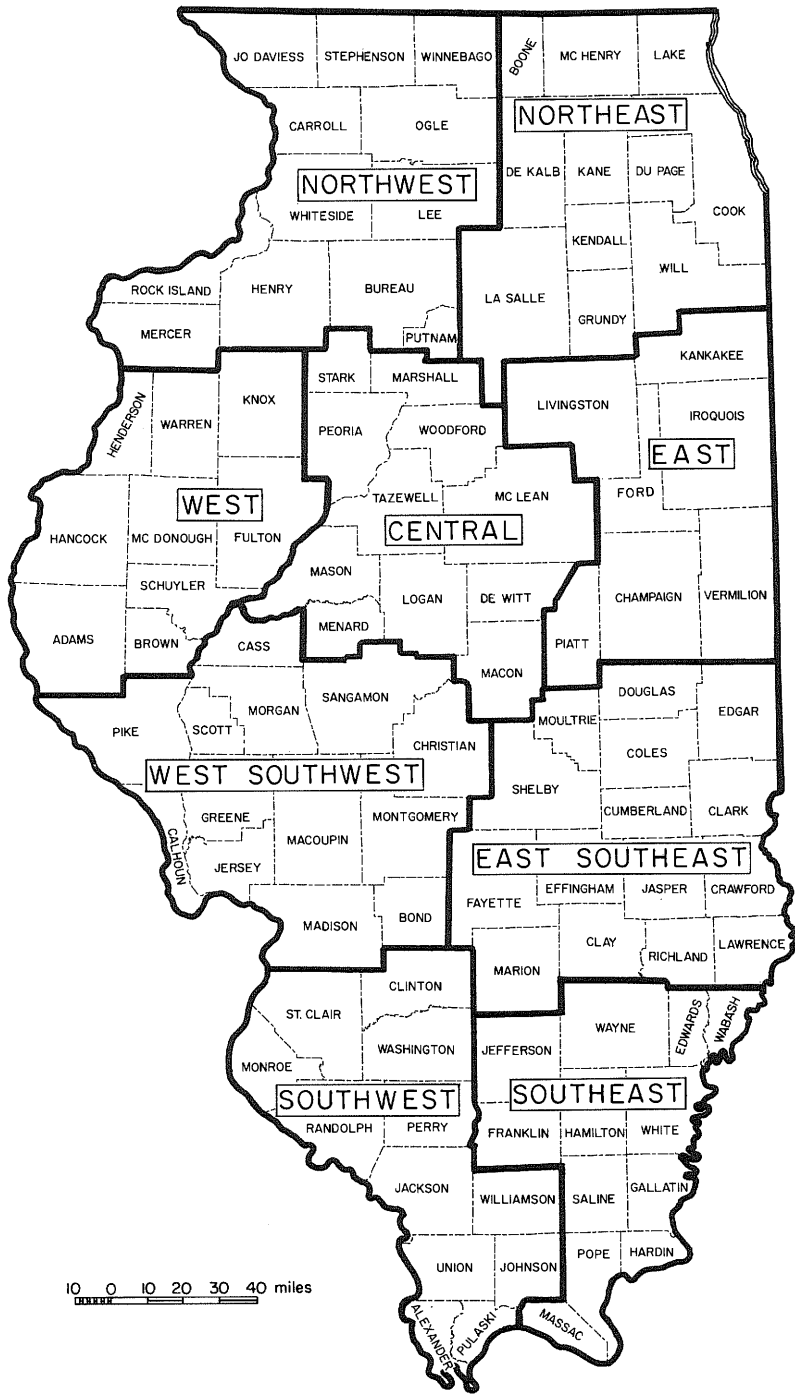 JO DAVIESS STEPHENSON WINNEBAGO BOONE MC HENRY LAKE
NORTHEAST
CARROLL OGLE
DE KALB KANE DU PAGE
NORTHWEST
WHITESIDE LEE COOK
KENDALL
WILL
ROCK ISLAND HENRY BUREAU LA SALLE
GRUNDY
MERCER PUTNAM
KANKAKEE
STARK MARSHALL
HENDERSON WARREN KNOX LIVINGSTON IROQUOIS
PEORIA WOODFORD
EAST
WEST TAZEWELL MC LEAN FORD
CENTRAL
HANCOCK MC DONOUGH FULTON
MASON
SCHUYLER LOGAN DE WITT CHAMPAIGN VERMILION
MENARD
ADAMS BROWN CASS PIATT
MACON
SANGAMON DOUGLAS
MORGAN MOULTRIE EDGAR
PIKE SCOTT
CHRISTIAN COLES
WEST SOUTHWEST
SHELBY
GREENE MONTGOMERY CUMBERLAND CLARK
CALHOUN MACOUPIN
JERSEY EAST SOUTHEAST
EFFINGHAM JASPER CRAWFORD
FAYETTE
MADISON BOND
CLAY RICHLAND LAWRENCE
MARION
CLINTON
ST. CLAIR WAYNE EDWARDS WABASH
WASHINGTON JEFFERSON
MONROE
SOUTHWEST SOUTHEAST
RANDOLPH PERRY FRANKLIN HAMILTON WHITE
JACKSON WILLIAMSON SALINE GALLATIN
POPE HARDIN
UNION JOHNSON
10 0 10 20 30 40 miles
ALEXANDER PULASKI MASSAC